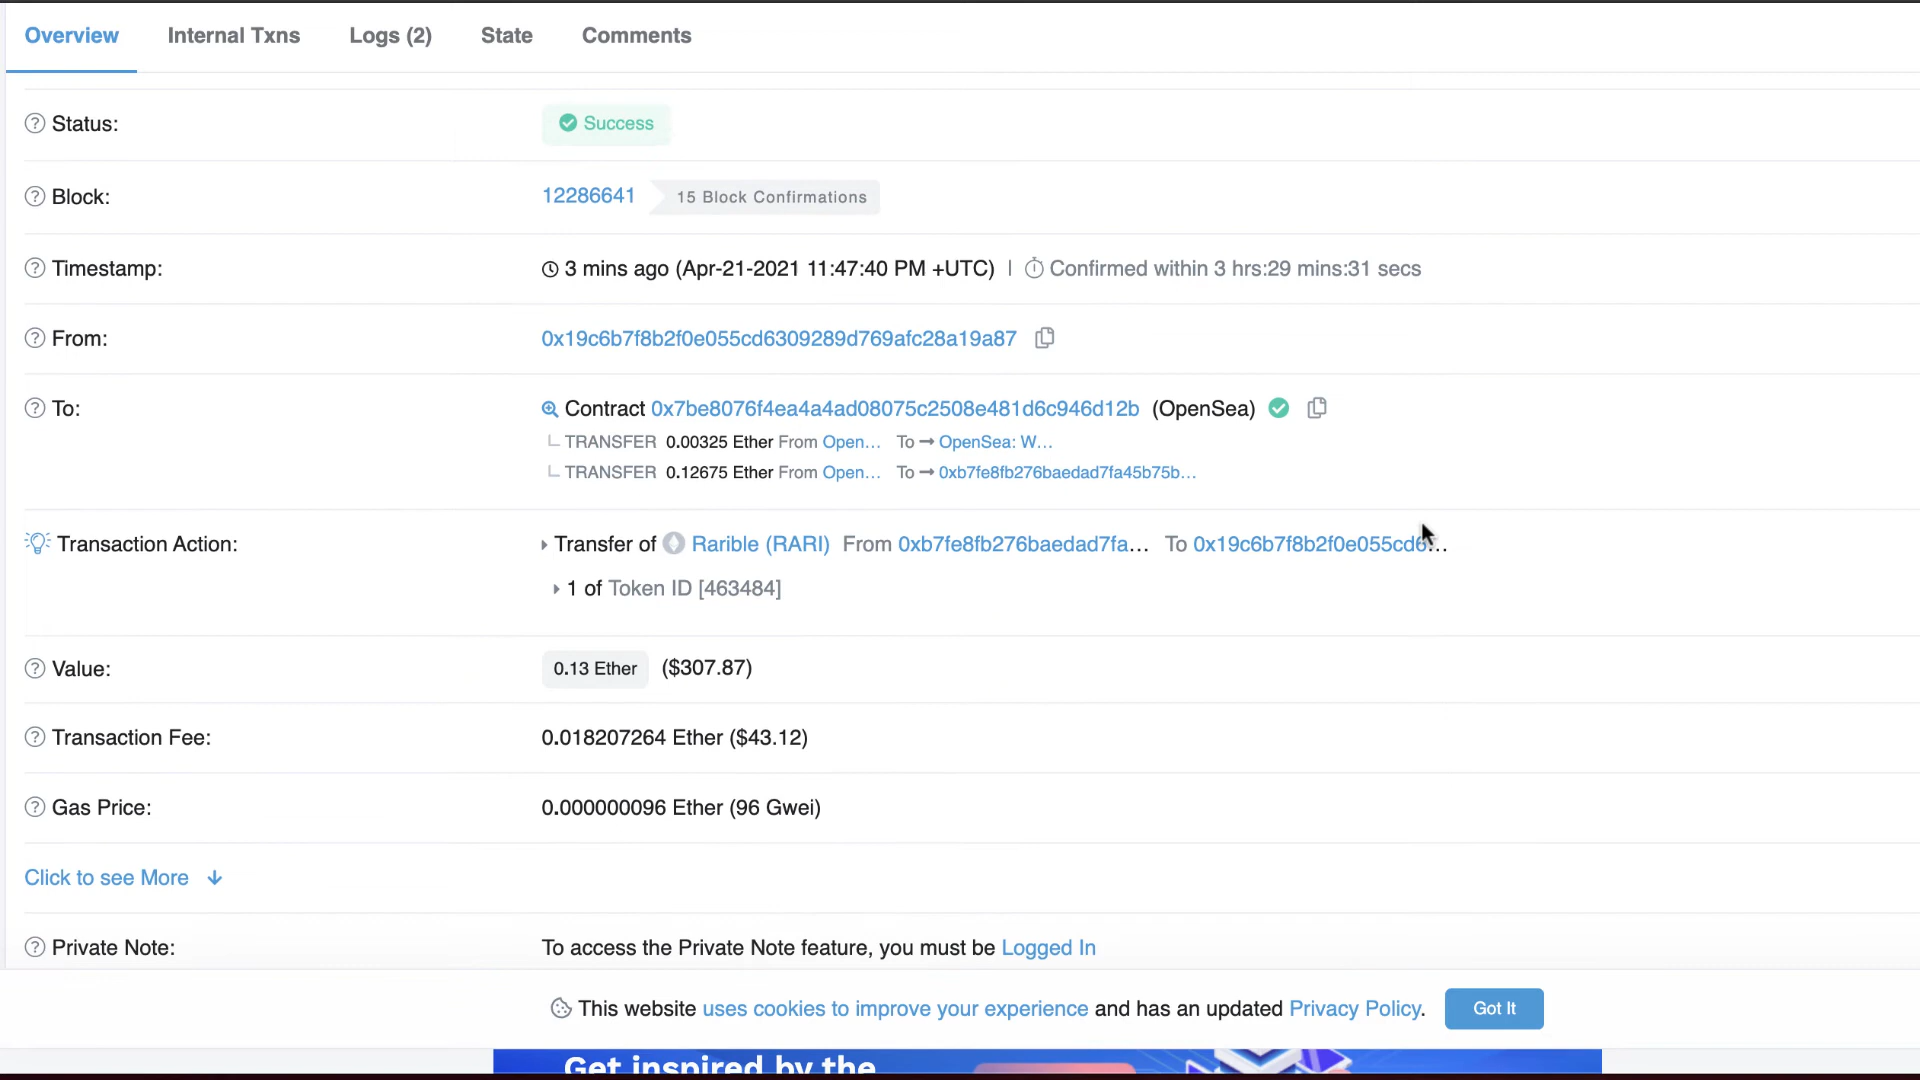 Overview Internal Txns Logs (2) State Comments
Status: Success
Block: 12286641 15 Block Confirmations
Timestamp: 3 mins ago (Apr-21-2021 11:47:40 PM +UTC) | Confirmed within 3 hrs:29 mins:31 secs
From: 0x19c6b7f8b2f0e055cd6309289d769afc28a19a87
To: Contract 0x7be8076f4ea4a4ad08075c2508e481d6c946d12b (OpenSea)
TRANSFER 0.00325 Ether From Open... To → OpenSea: W...
TRANSFER 0.12675 Ether From Open... To → 0xb7fe8fb276baedad7fa45b75b...
Transaction Action: Transfer of Rarible (RARI) From 0xb7fe8fb276baedad7fa... To 0x19c6b7f8b2f0e055cd6...
1 of Token ID [463484]
Value: 0.13 Ether ($307.87)
Transaction Fee: 0.018207264 Ether ($43.12)
Gas Price: 0.000000096 Ether (96 Gwei)
Click to see More ↓
Private Note: To access the Private Note feature, you must be Logged In
This website uses cookies to improve your experience and has an updated Privacy Policy. Got It
Get inspired by the